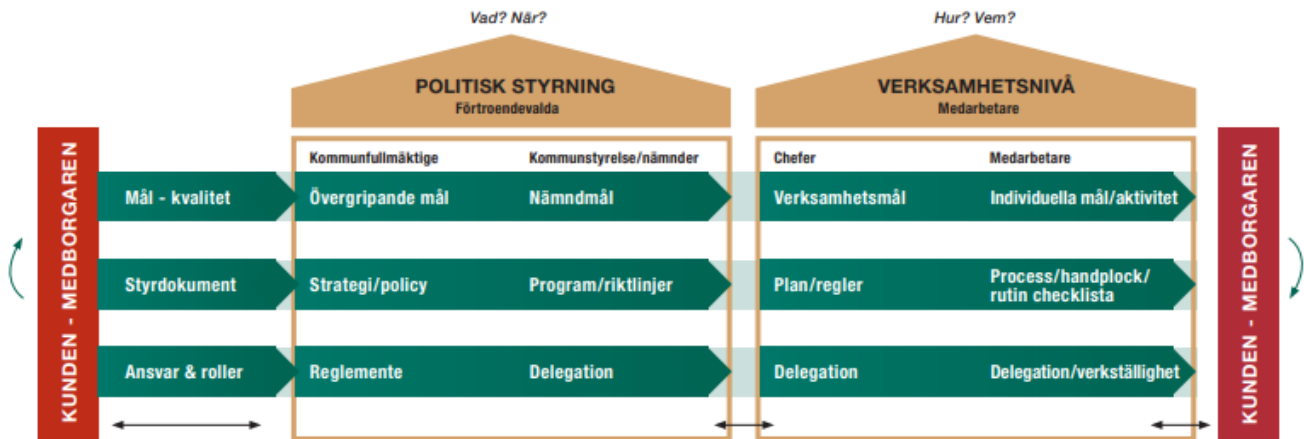 Vad? När?
Hur? Vem?
POLITISK STYRNING
Förtroendevalda
VERKSAMHETSNIVÅ
Medarbetare
KUNDEN - MEDBORGAREN
Kommunfullmäktige
Kommunstyrelse/nämnder
Chefer
Medarbetare
Mål - kvalitet
Övergripande mål
Nämndmål
Verksamhetsmål
Individuella mål/aktivitet
Styrdokument
Strategi/policy
Program/riktlinjer
Plan/regler
Process/handplock/
rutin checklista
Ansvar & roller
Reglemente
Delegation
Delegation
Delegation/verkställighet
KUNDEN - MEDBORGAREN